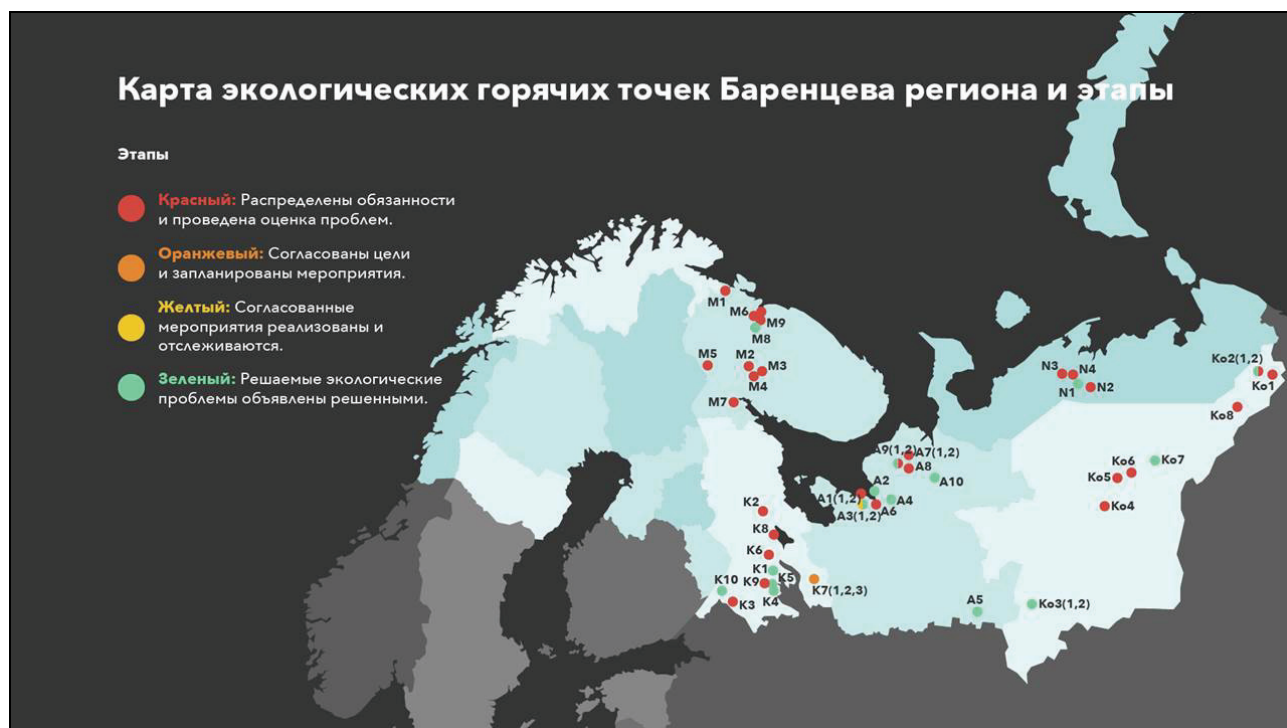 Карта экологических горячих точек Баренцева региона и этапы
Этапы
Красный: Распределены обязанности
и проведена оценка проблем.
Оранжевый: Согласованы цели
и запланированы мероприятия.
Желтый: Согласованные
мероприятия реализованы и
отслеживаются.
Зеленый: Решаемые экологические
проблемы объявлены решенными.
M1
M6
M9
M8
M5
M2
M3
M4
M7
N3
N4
N1
N2
Ko2(1,2)
Ko1
Ko8
A9(1,2)
A7(1,2)
A8
A10
Ko6
Ko7
Ko5
Ko4
A2
A1(1,2)
A4
A3(1,2)
A6
K2
K8
K6
K1
K9
K5
K10
K7(1,2,3)
K3
K4
A5
Ko3(1,2)